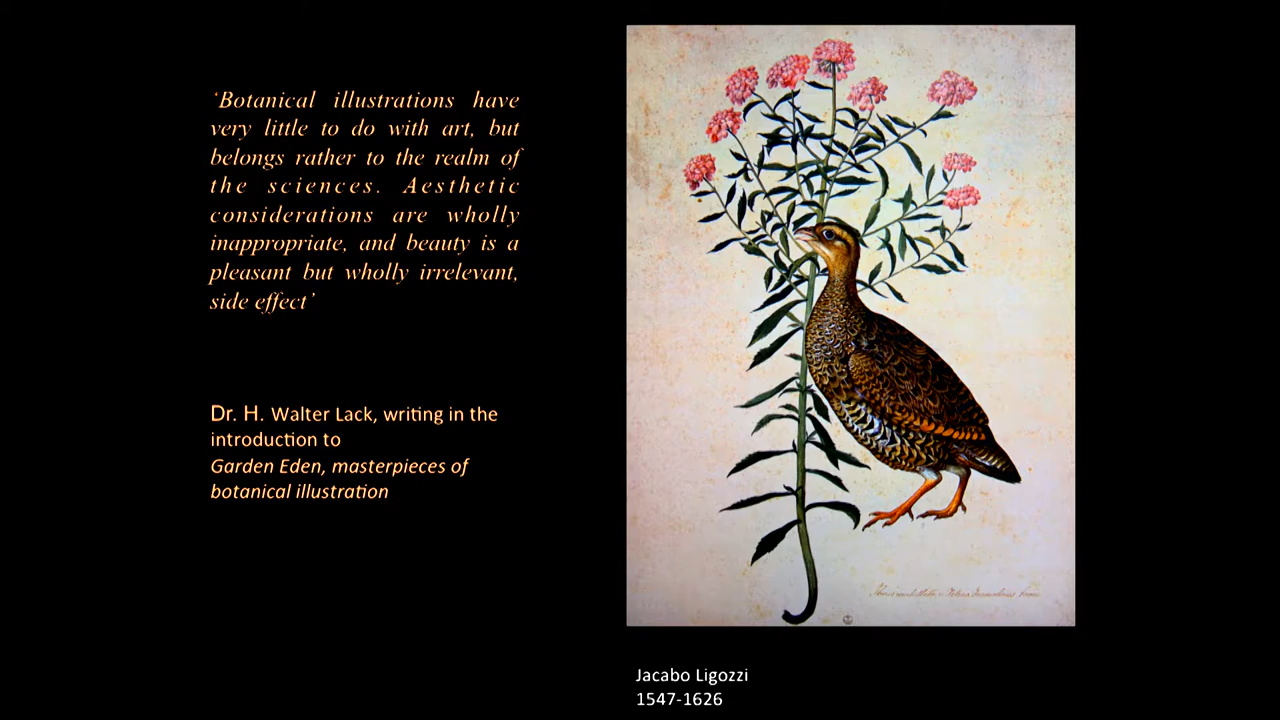 ‘Botanical illustrations have
very little to do with art, but
belongs rather to the realm of
the sciences. Aesthetic
considerations are wholly
inappropriate, and beauty is a
pleasant but wholly irrelevant,
side effect’
Dr. H. Walter Lack, writing in the
introduction to
Garden Eden, masterpieces of
botanical illustration
Jacabo Ligozzi
1547-1626